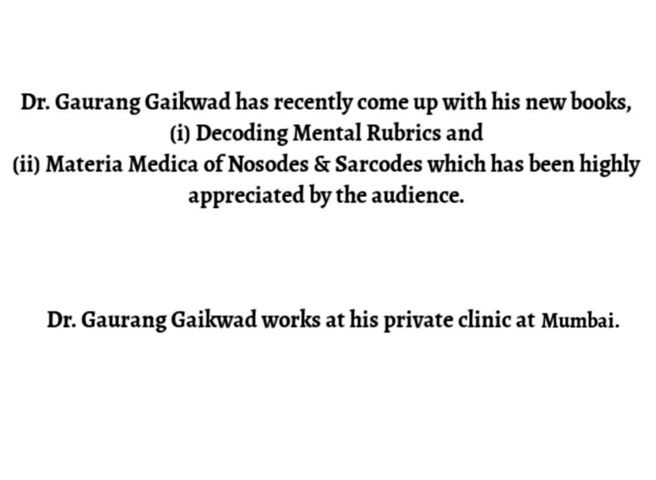 Dr. Gaurang Gaikwad has recently come up with his new books,
(i) Decoding Mental Rubrics and
(ii) Materia Medica of Nosodes & Sarcodes which has been highly
appreciated by the audience.
Dr. Gaurang Gaikwad works at his private clinic at Mumbai.